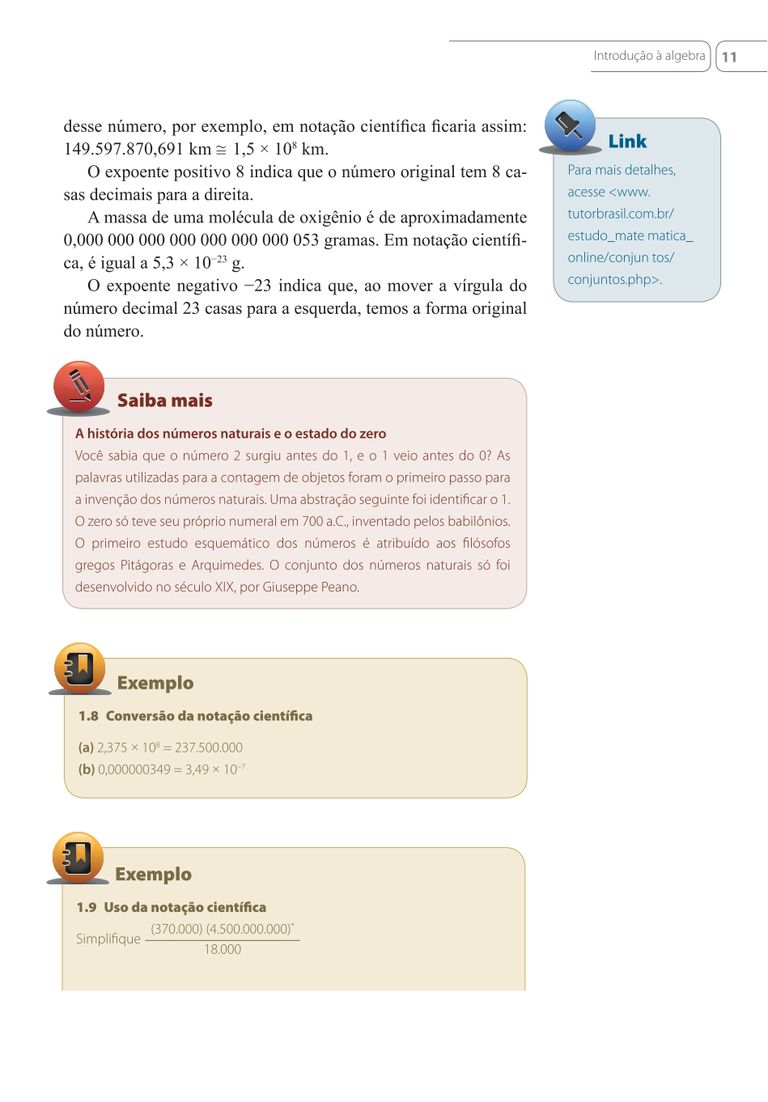 Introdução à algebra 11
desse número, por exemplo, em notação científica ficaria assim:
149.597.870,691 km ≅ 1,5 × 10⁸ km.
O expoente positivo 8 indica que o número original tem 8 ca-
sas decimais para a direita.
A massa de uma molécula de oxigênio é de aproximadamente
0,000 000 000 000 000 000 000 053 gramas. Em notação científi-
ca, é igual a 5,3 × 10⁻²³ g.
O expoente negativo −23 indica que, ao mover a vírgula do
número decimal 23 casas para a esquerda, temos a forma original
do número.
Link
Para mais detalhes,
acesse <www.
tutorbrasil.com.br/
estudo_mate matica_
online/conjun tos/
conjuntos.php>.
Saiba mais
A história dos números naturais e o estado do zero
Você sabia que o número 2 surgiu antes do 1, e o 1 veio antes do 0? As
palavras utilizadas para a contagem de objetos foram o primeiro passo para
a invenção dos números naturais. Uma abstração seguinte foi identificar o 1.
O zero só teve seu próprio numeral em 700 a.C., inventado pelos babilônios.
O primeiro estudo esquemático dos números é atribuído aos filósofos
gregos Pitágoras e Arquimedes. O conjunto dos números naturais só foi
desenvolvido no século XIX, por Giuseppe Peano.
Exemplo
1.8 Conversão da notação científica
(a) 2,375 × 10⁸ = 237.500.000
(b) 0,000000349 = 3,49 × 10⁻⁷
Exemplo
1.9 Uso da notação científica
(370.000) (4.500.000.000)*
Simplifique
18.000